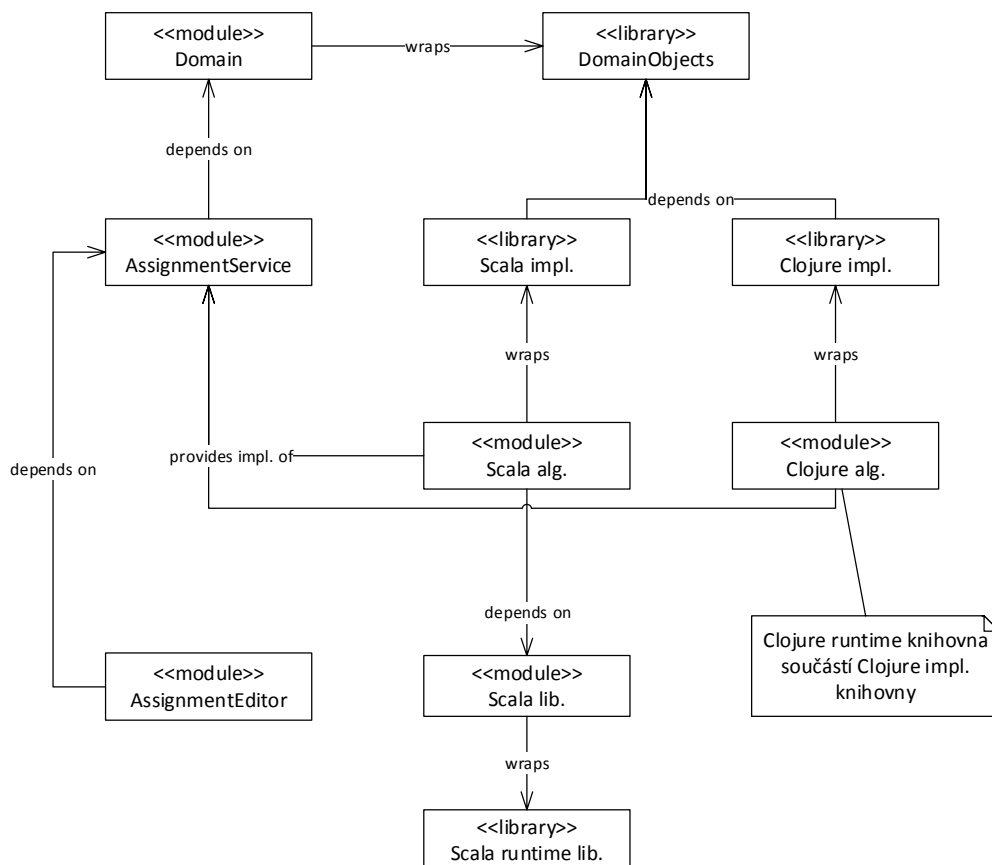 <<module>>
Domain
wraps
<<library>>
DomainObjects
depends on
depends on
<<module>>
AssignmentService
<<library>>
Scala impl.
<<library>>
Clojure impl.
wraps
wraps
<<module>>
Scala alg.
<<module>>
Clojure alg.
provides impl. of
depends on
depends on
<<module>>
AssignmentEditor
<<module>>
Scala lib.
Clojure runtime knihovna
součástí Clojure impl.
knihovny
wraps
<<library>>
Scala runtime lib.